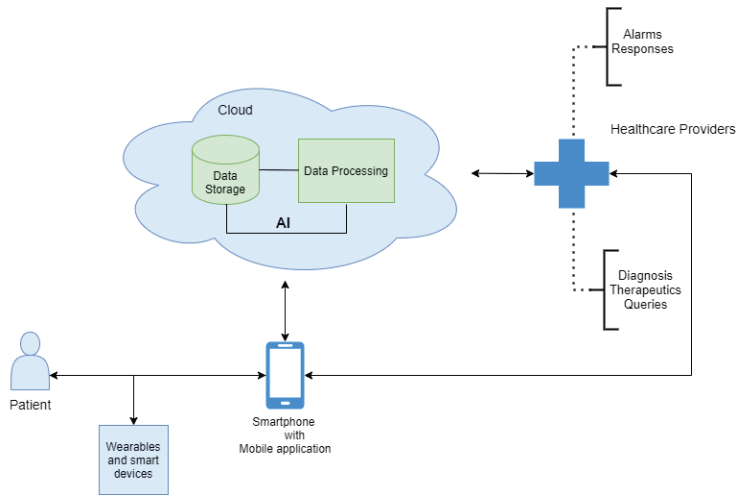 Alarms
Responses
Cloud
Healthcare Providers
Data
Storage
Data Processing
AI
Diagnosis
Therapeutics
Queries
Patient
Smartphone
with
Mobile application
Wearables
and smart
devices